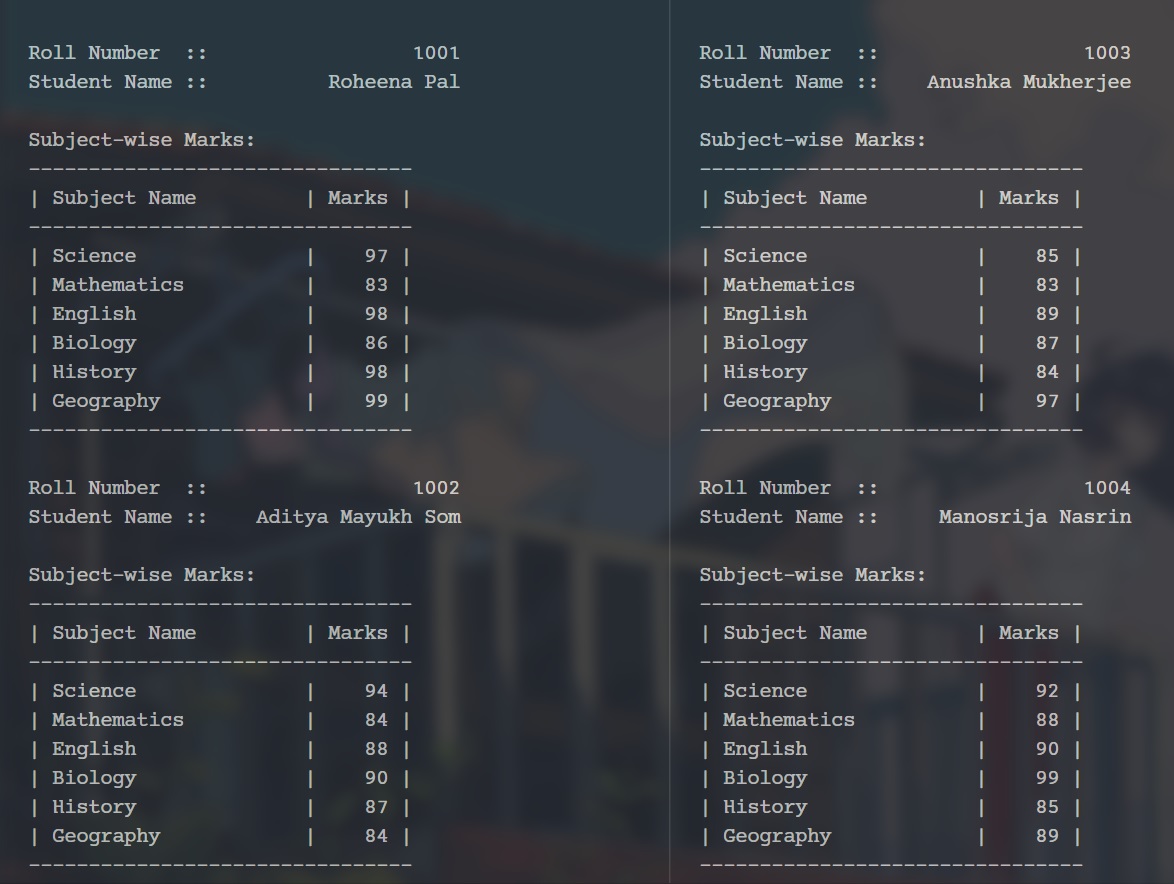 Roll Number  ::                 1001
Student Name ::          Roheena Pal
Subject-wise Marks:
--------------------------------
| Subject Name         | Marks |
--------------------------------
| Science              |    97 |
| Mathematics          |    83 |
| English              |    98 |
| Biology              |    86 |
| History              |    98 |
| Geography            |    99 |
--------------------------------
Roll Number  ::                 1002
Student Name ::    Aditya Mayukh Som
Subject-wise Marks:
--------------------------------
| Subject Name         | Marks |
--------------------------------
| Science              |    94 |
| Mathematics          |    84 |
| English              |    88 |
| Biology              |    90 |
| History              |    87 |
| Geography            |    84 |
--------------------------------
Roll Number  ::                 1003
Student Name ::    Anushka Mukherjee
Subject-wise Marks:
--------------------------------
| Subject Name         | Marks |
--------------------------------
| Science              |    85 |
| Mathematics          |    83 |
| English              |    89 |
| Biology              |    87 |
| History              |    84 |
| Geography            |    97 |
--------------------------------
Roll Number  ::                 1004
Student Name ::     Manosrija Nasrin
Subject-wise Marks:
--------------------------------
| Subject Name         | Marks |
--------------------------------
| Science              |    92 |
| Mathematics          |    88 |
| English              |    90 |
| Biology              |    99 |
| History              |    85 |
| Geography            |    89 |
--------------------------------